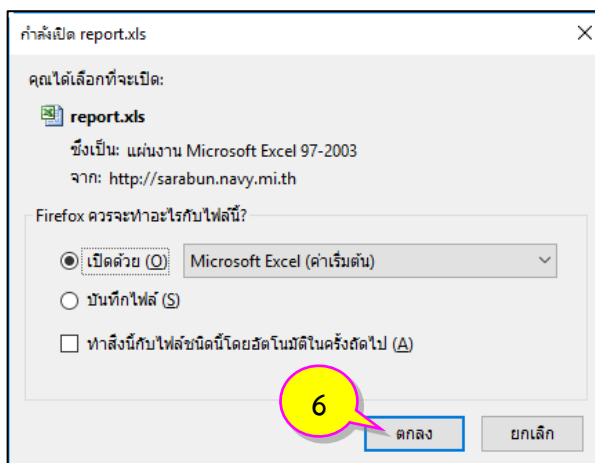 กำลังเปิด report.xls
คุณได้เลือกที่จะเปิด:
report.xls
ซึ่งเป็น: แผ่นงาน Microsoft Excel 97-2003
จาก: http://sarabun.navy.mi.th
Firefox ควรจะทำอะไรกับไฟล์นี้?
เปิดด้วย (O) Microsoft Excel (ค่าเริ่มต้น)
บันทึกไฟล์ (S)
ทำสิ่งนี้กับไฟล์ชนิดนี้โดยอัตโนมัติในครั้งถัดไป (A)
6
ตกลง ยกเลิก